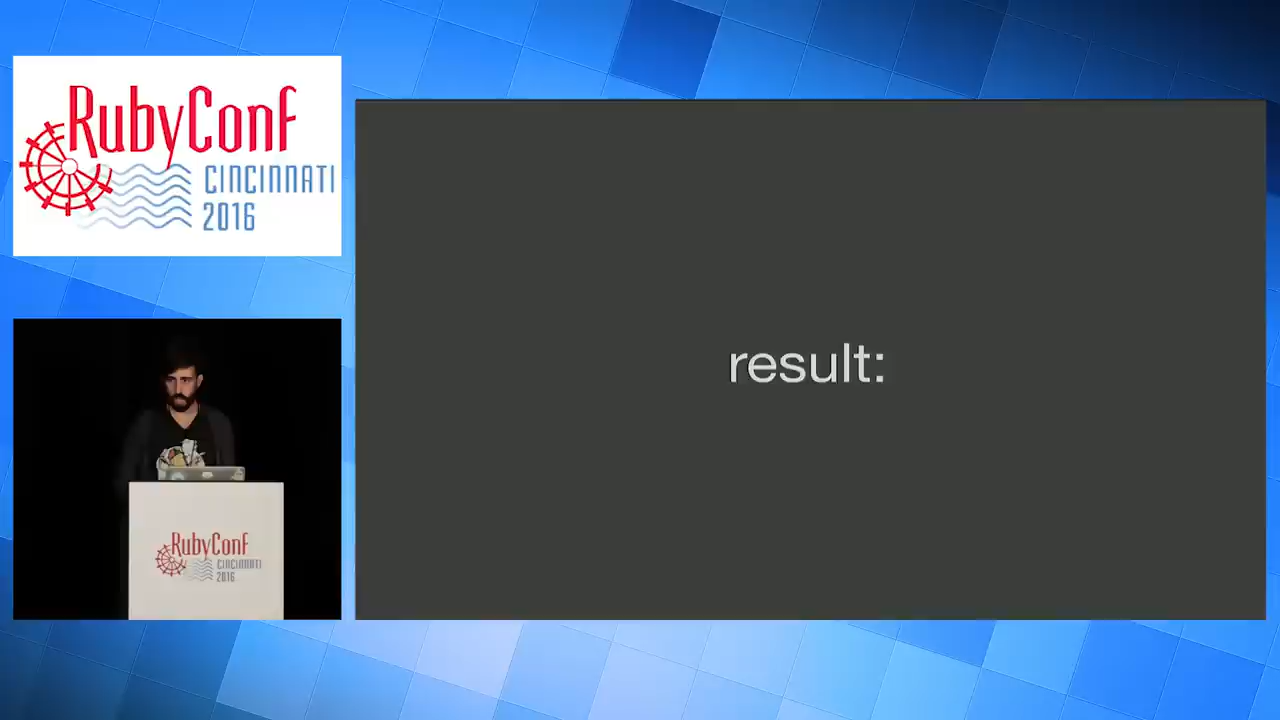 RubyConf
CINCINNATI
2016
result:
RubyConf
CINCINNATI
2016